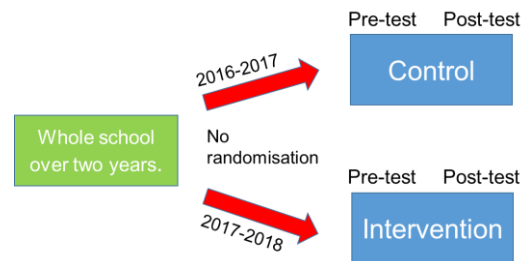 Pre-test Post-test
Control
2016-2017
Whole school
over two years.
No
randomisation
2017-2018
Pre-test Post-test
Intervention